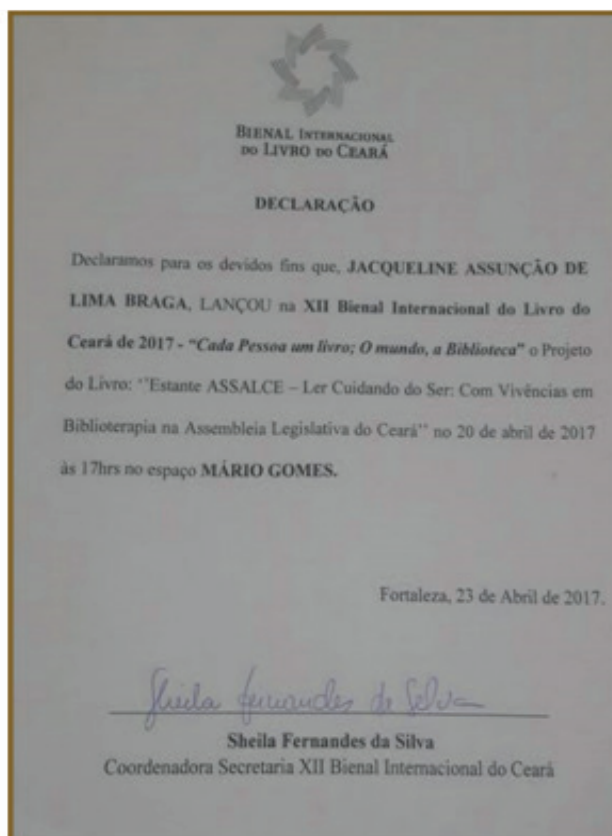 BIENAL INTERNACIONAL
DO LIVRO DO CEARÁ
DECLARAÇÃO
Declaramos para os devidos fins que, JACQUELINE ASSUNÇÃO DE
LIMA BRAGA, LANÇOU na XII Bienal Internacional do Livro do
Ceará de 2017 - “Cada Pessoa um livro; O mundo, a Biblioteca” o Projeto
do Livro: ‘’Estante ASSALCE – Ler Cuidando do Ser: Com Vivências em
Biblioterapia na Assembleia Legislativa do Ceará’’ no 20 de abril de 2017
às 17hrs no espaço MÁRIO GOMES.
Fortaleza, 23 de Abril de 2017.
Sheila Fernandes da Silva
Sheila Fernandes da Silva
Coordenadora Secretaria XII Bienal Internacional do Ceará